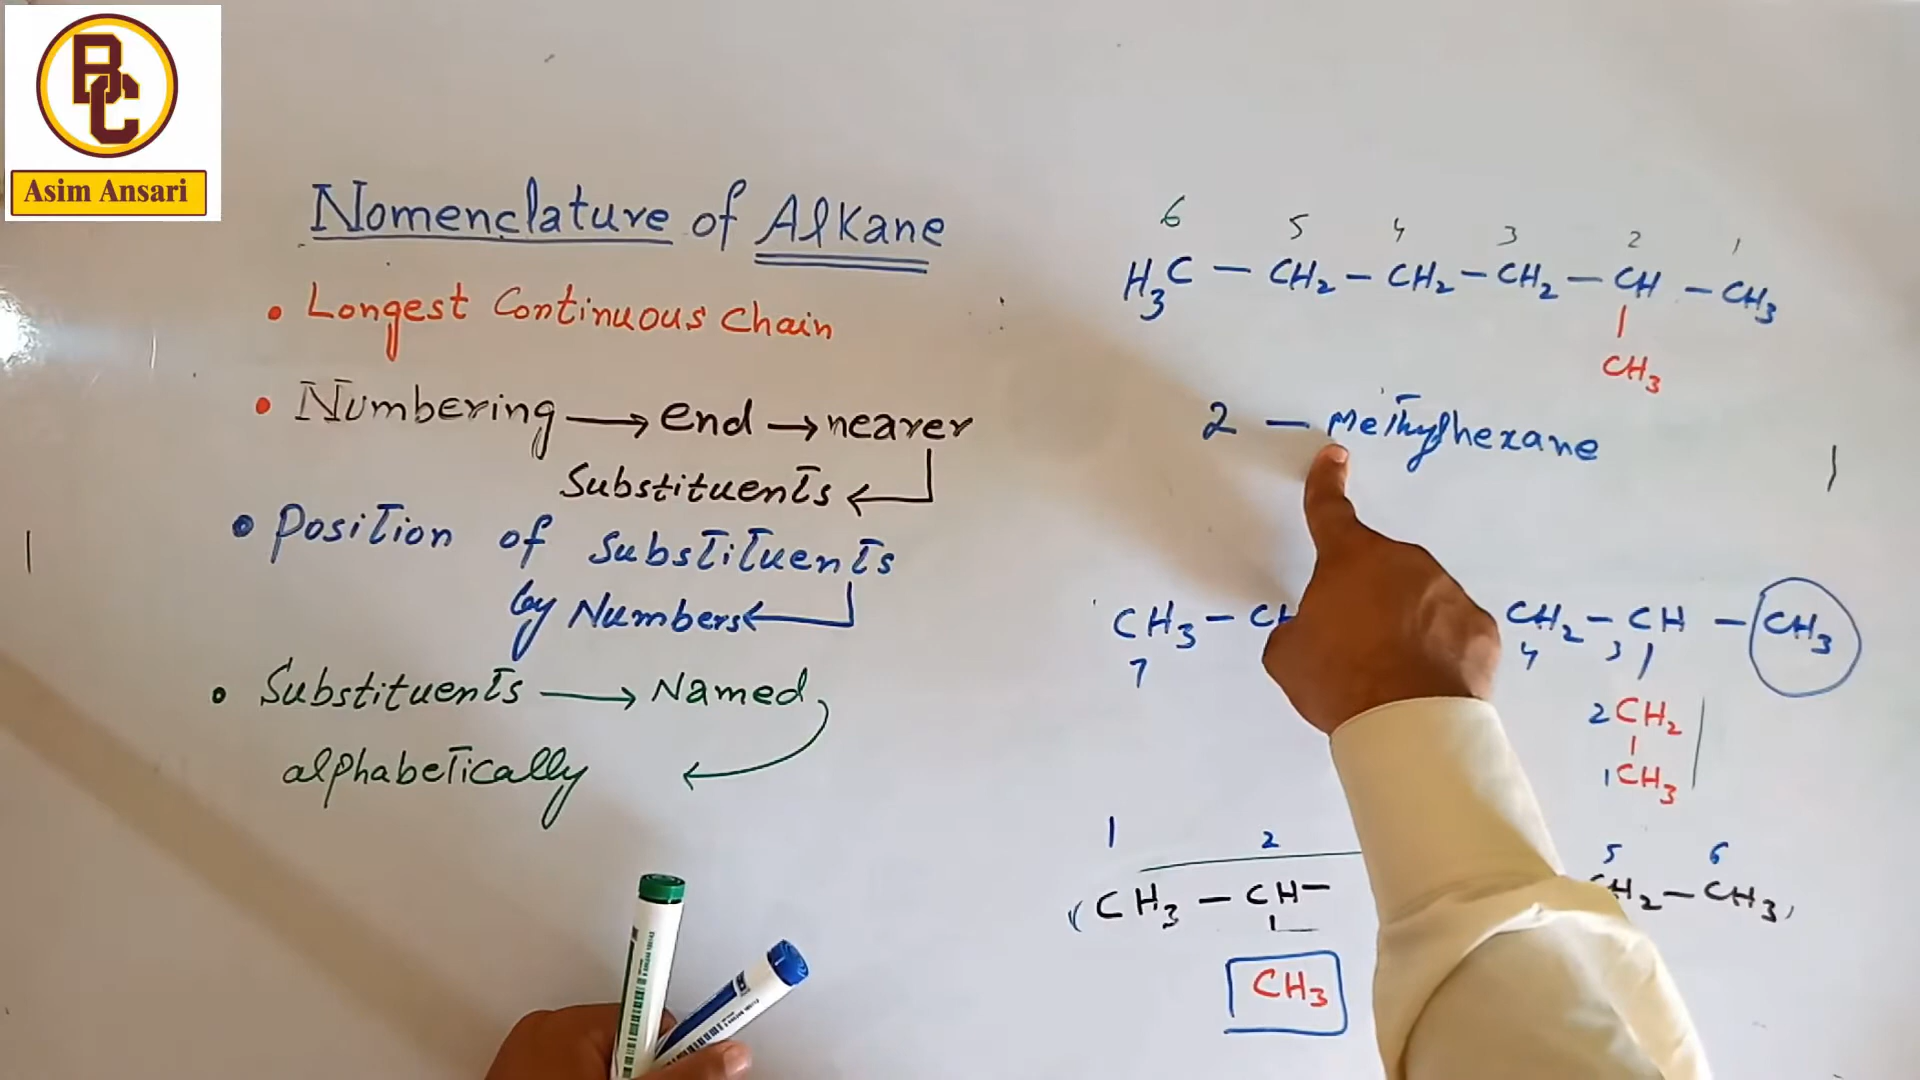 BC
Asim Ansari
Nomenclature of Alkane
• Longest Continuous Chain
• Numbering → end → nearer
Substituents ←
• Position of Substituents
by Numbers ←
• Substituents → Named
alphabetically ←
6 5 4 3 2 1
H₃C — CH₂ — CH₂ — CH₂ — CH — CH₃
CH₃
2 — Methylhexane
CH₃ — CH₂ — CH — CH₃
7 4 3
2 CH₂
1 CH₃
1 2 5 6
CH₃ — CH — CH₂ — CH₃
CH₃